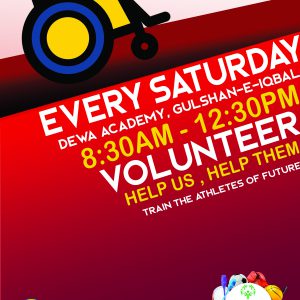 EVERY SATURDAY
DEWA ACADEMY, GULSHAN-E-IQBAL
8:30AM - 12:30PM
VOLUNTEER
HELP US , HELP THEM
TRAIN THE ATHLETES OF FUTURE